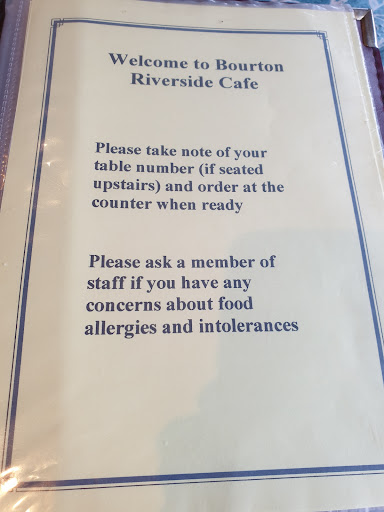 Welcome to Bourton
Riverside Cafe
Please take note of your
table number (if seated
upstairs) and order at the
counter when ready
Please ask a member of
staff if you have any
concerns about food
allergies and intolerances